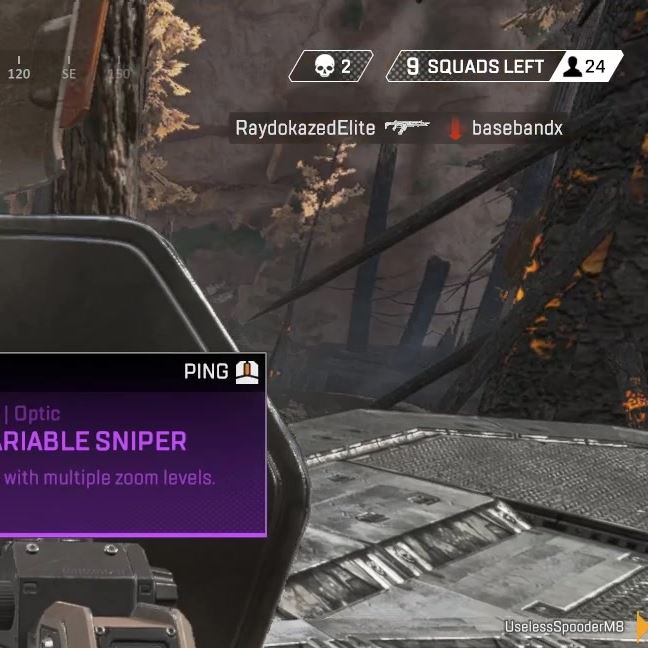 120 SE 150
2
9 SQUADS LEFT 24
RaydokazedElite basebandx
PING
| Optic
ARIABLE SNIPER
with multiple zoom levels.
UselessSpooderM8